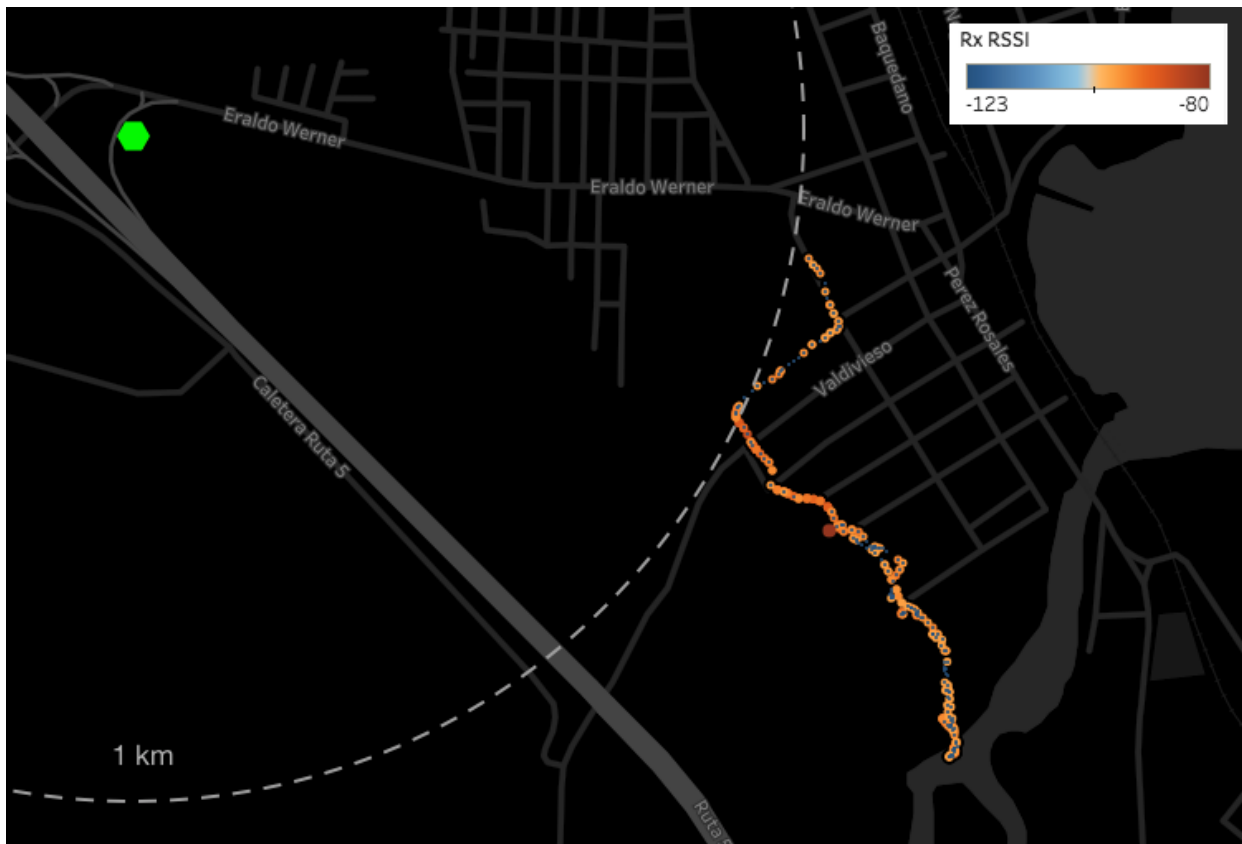 Rx RSSI
-123
-80
Baquedano
Eraldo Werner
Eraldo Werner
Eraldo Werner
Perez Rosales
Valdivieso
Caletera Ruta 5
1 km